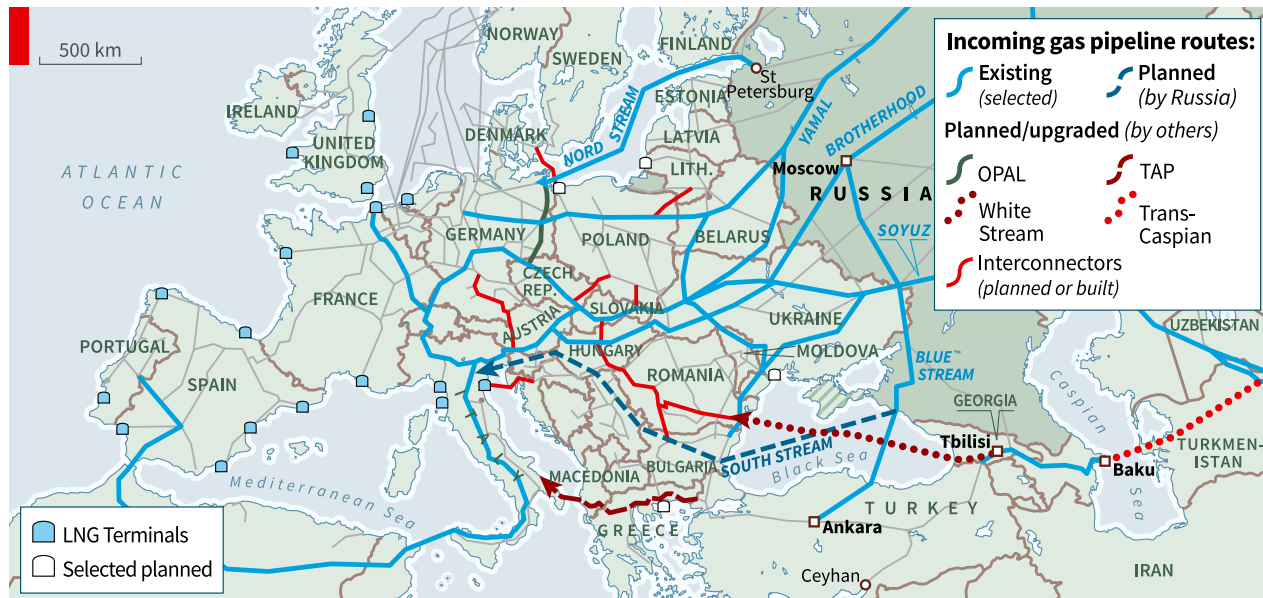 500 km
NORWAY
SWEDEN
FINLAND
St
Petersburg
ESTONIA
IRELAND
UNITED
KINGDOM
DENMARK
NORD STREAM
LATVIA
LITH.
YAMAL
BROTHERHOOD
Moscow
RUSSIA
ATLANTIC
OCEAN
GERMANY
POLAND
BELARUS
SOYUZ
CZECH
REP.
FRANCE
SLOVAKIA
AUSTRIA
UKRAINE
HUNGARY
MOLDOVA
ROMANIA
PORTUGAL
SPAIN
ITALY
BLUE
STREAM
GEORGIA
Tbilisi
Caspian
Sea
UZBEKISTAN
TURKMEN-
ISTAN
Baku
MACEDONIA
BULGARIA
SOUTH STREAM
Black Sea
Mediterranean Sea
GREECE
TURKEY
Ankara
Ceyhan
IRAN
Incoming gas pipeline routes:
Existing
(selected)
Planned
(by Russia)
Planned/upgraded (by others)
OPAL
TAP
White
Stream
Trans-
Caspian
Interconnectors
(planned or built)
LNG Terminals
Selected planned